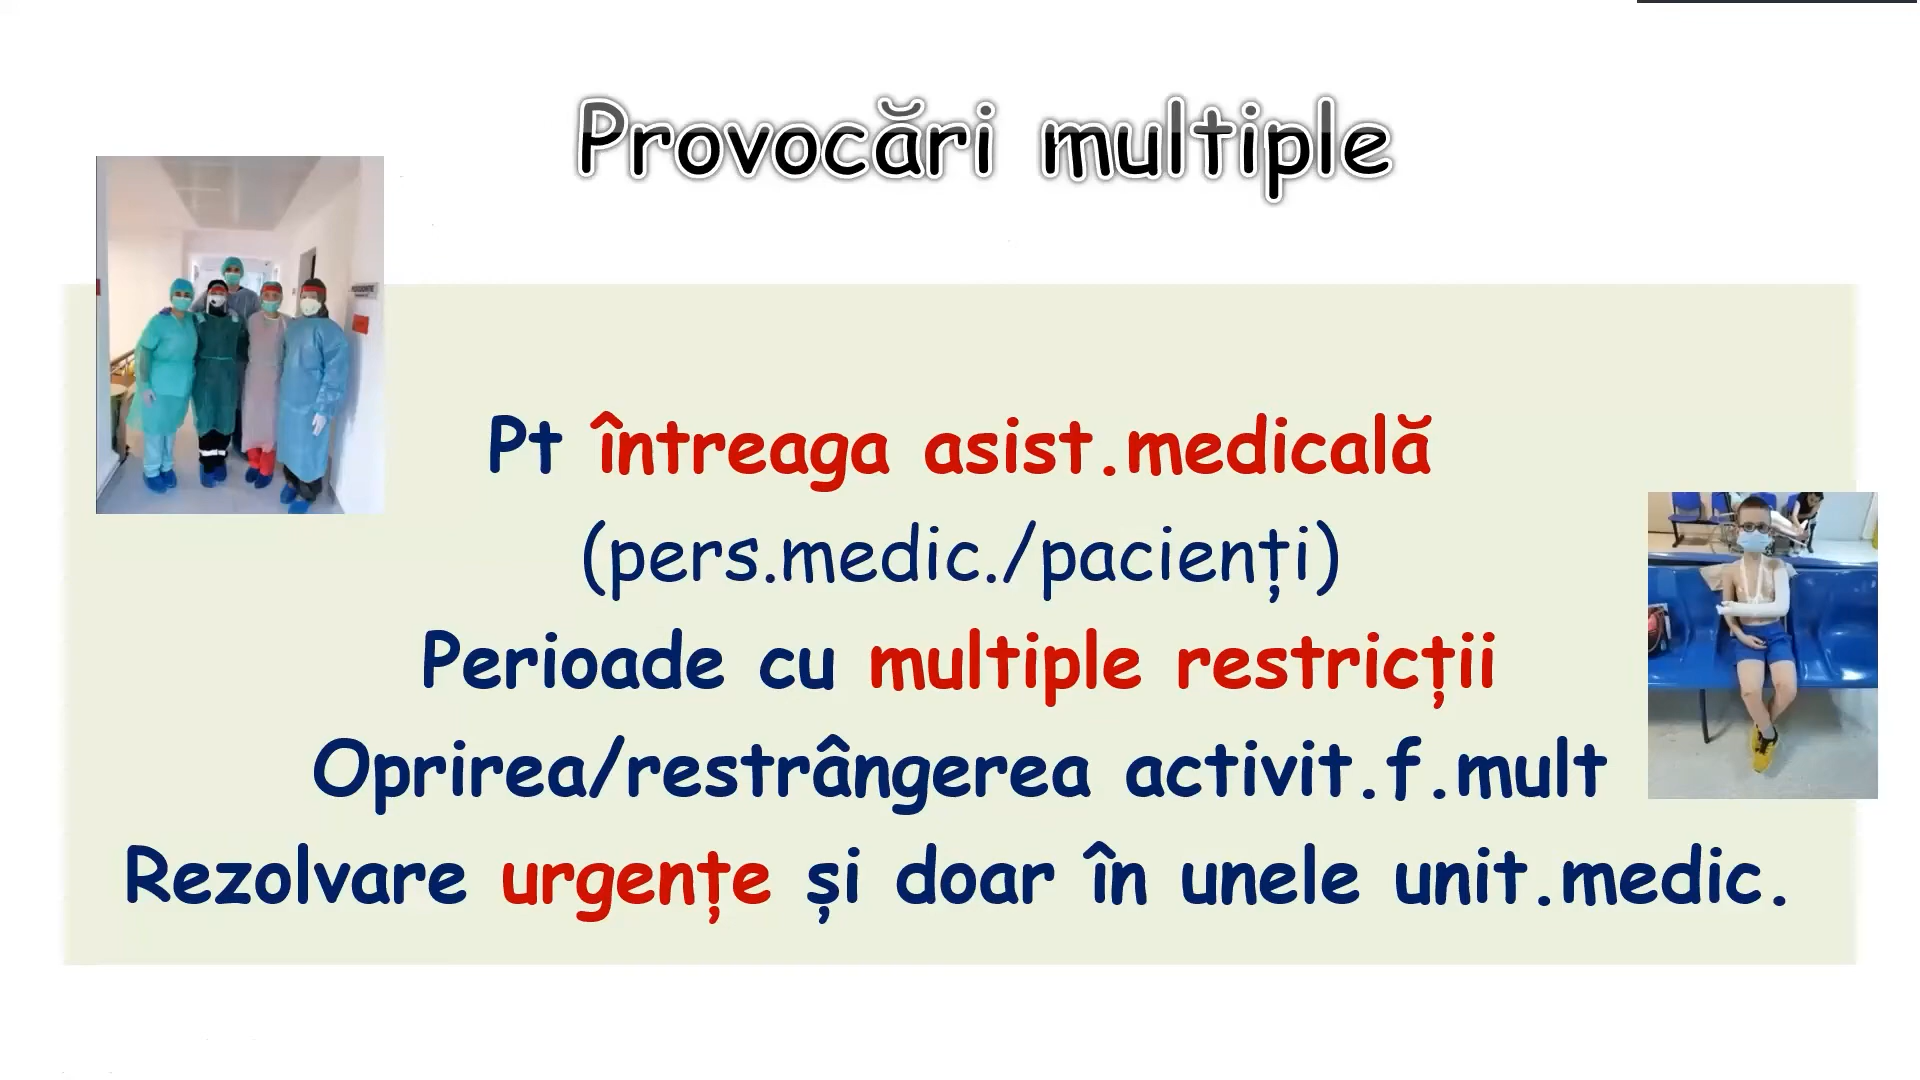 Provocări multiple
Pt întreaga asist.medicală
(pers.medic./pacienți)
Perioade cu multiple restricții
Oprirea/restrângerea activit.f.mult
Rezolvare urgențe și doar în unele unit.medic.